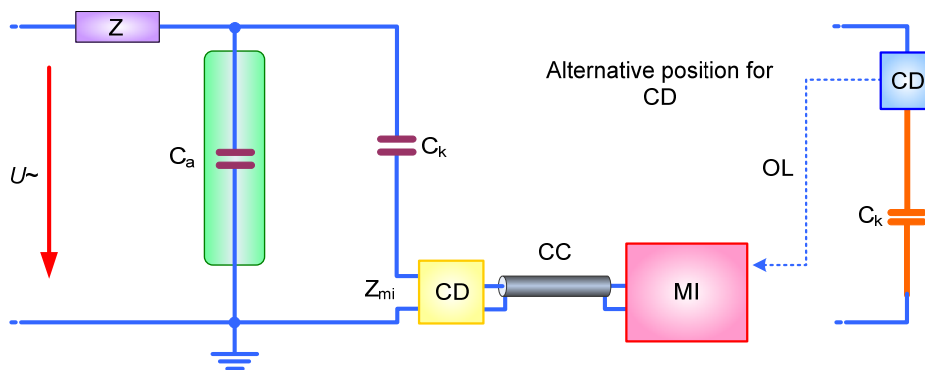 Z
Alternative position for
CD
CD
U~
Ca
Ck
OL
Ck
CC
Zmi
CD
MI